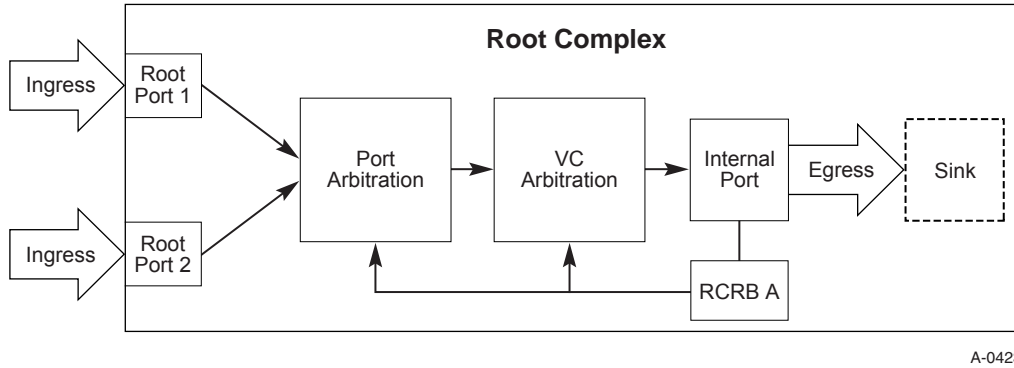 Root Complex
Ingress
Root
Port 1
Port
Arbitration
VC
Arbitration
Internal
Port
Egress
Sink
Ingress
Root
Port 2
RCRB A